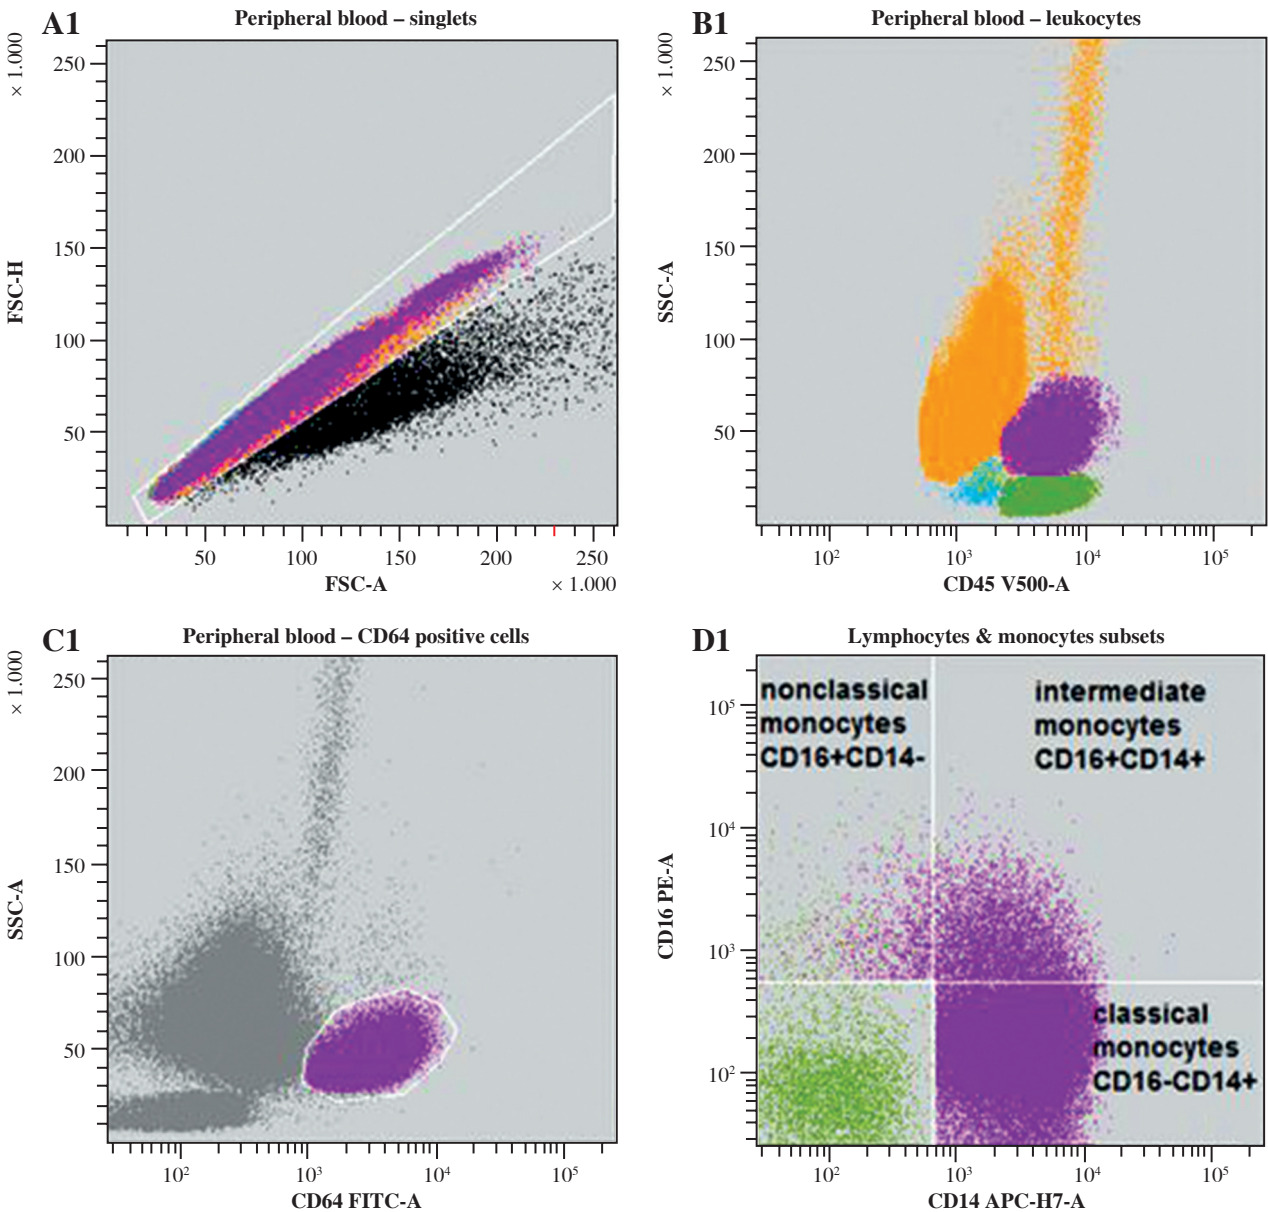 A1
Peripheral blood – singlets
× 1.000
250
200
150
100
50
FSC-H
50
100
150
200
250
FSC-A
× 1.000
B1
Peripheral blood – leukocytes
× 1.000
250
200
150
100
50
SSC-A
10²
10³
10⁴
10⁵
CD45 V500-A
C1
Peripheral blood – CD64 positive cells
× 1.000
250
200
150
100
50
SSC-A
10²
10³
10⁴
10⁵
CD64 FITC-A
D1
Lymphocytes & monocytes subsets
nonclassical
monocytes
CD16+CD14-
intermediate
monocytes
CD16+CD14+
classical
monocytes
CD16-CD14+
10⁵
10⁴
10³
10²
CD16 PE-A
10²
10³
10⁴
10⁵
CD14 APC-H7-A